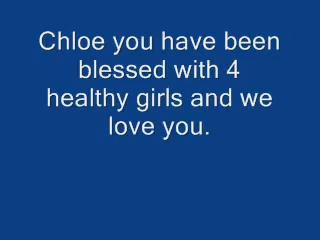 Chloe you have been
blessed with 4
healthy girls and we
love you.